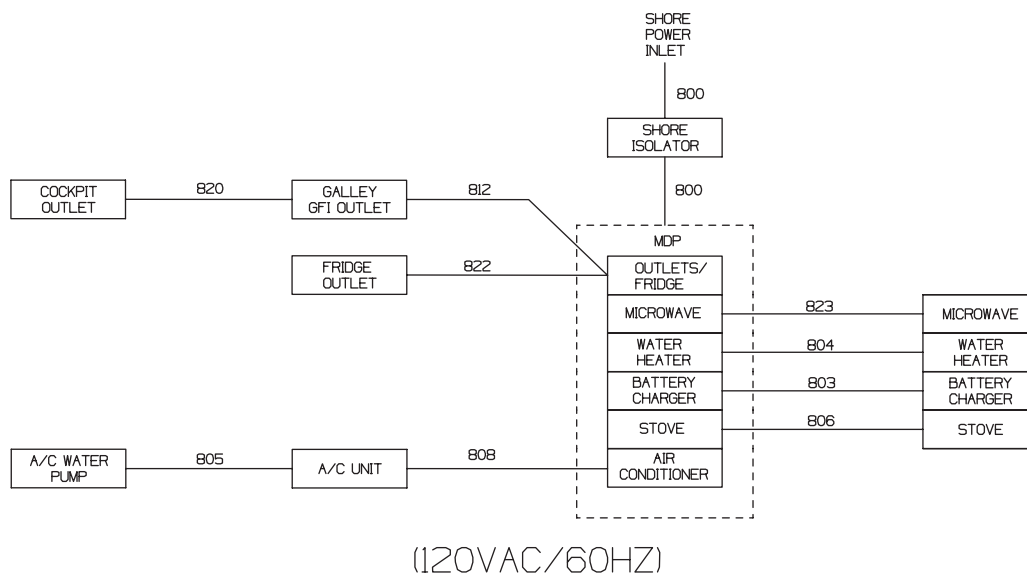 SHORE
POWER
INLET
800
SHORE
ISOLATOR
800
COCKPIT
OUTLET
820
GALLEY
GFI OUTLET
812
MDP
FRIDGE
OUTLET
822
OUTLETS/
FRIDGE
MICROWAVE
823
MICROWAVE
WATER
HEATER
804
WATER
HEATER
BATTERY
CHARGER
803
BATTERY
CHARGER
STOVE
806
STOVE
A/C WATER
PUMP
805
A/C UNIT
808
AIR
CONDITIONER
(120VAC/60HZ)